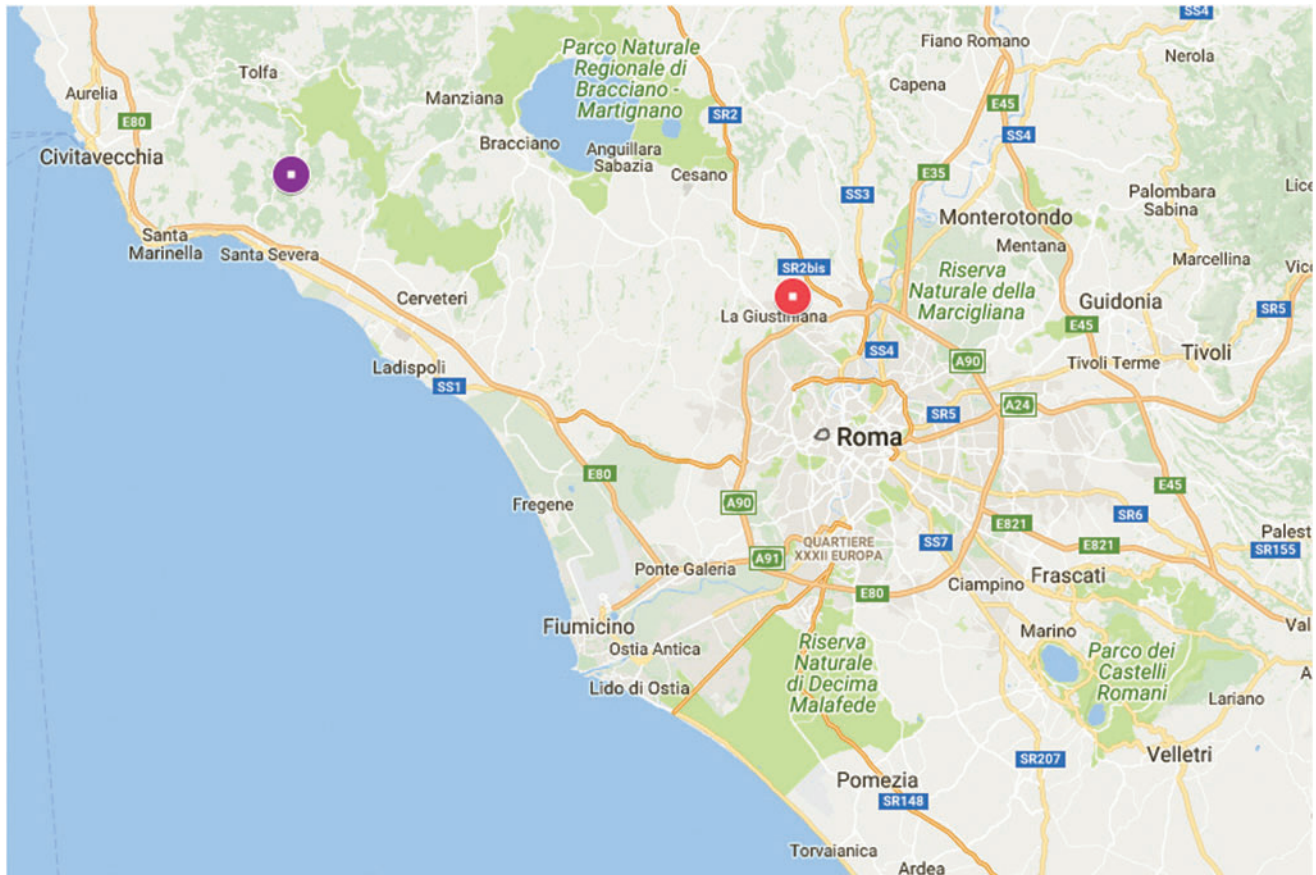 SS4
Fiano Romano
Parco Naturale
Regionale di
Bracciano -
Martignano
Nerola
Tolfa
Capena
Aurelia
Manziana
E45
E80
SR2
SS4
Bracciano
Anguillara
Sabazia
Civitavecchia
Cesano
E35
Palombara
Sabina
SS3
Monterotondo
Santa
Marinella
Mentana
Santa Severa
SR2bis
Riserva
Naturale della
Marcigliana
Marcellina
Cerveteri
Guidonia
SR5
La Giustiniana
E45
SS4
A90
Tivoli Terme
Tivoli
Ladispoli
SS1
A24
SR5
Roma
E80
E45
A90
Fregene
SR6
E821
QUARTIERE
XXXII EUROPA
SS7
E821
Palest
SR155
A91
Ponte Galeria
Ciampino
Frascati
E80
Fiumicino
Val
Marino
Ostia Antica
Riserva
Naturale
di Decima
Malafede
Parco dei
Castelli
Romani
Lido di Ostia
Lariano
Velletri
SR207
Pomezia
SR148
Torvaianica
Ardea